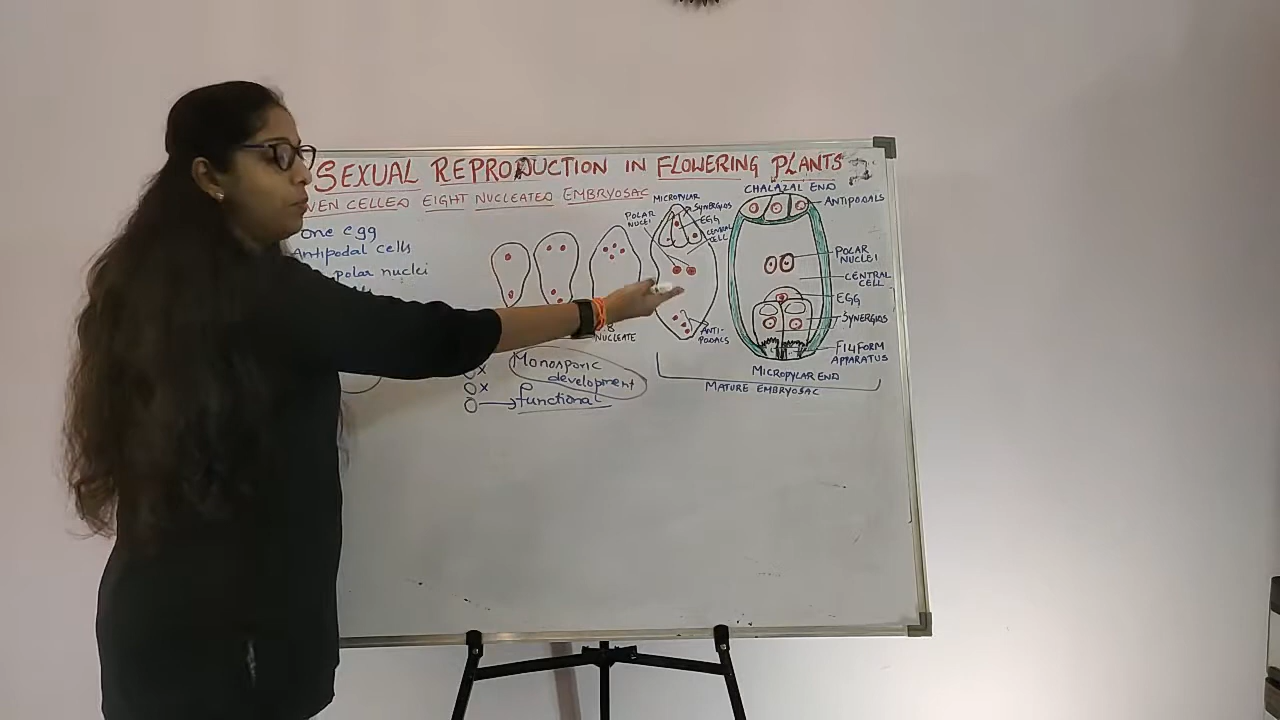 SEXUAL REPRODUCTION IN FLOWERING PLANTS
VEN CELLED EIGHT NUCLEATED EMBRYOSAC
one egg
Antipodal cells
polar nuclei
MICROPYLAR
POLAR
NUCEI
SYNERGIDS
EGG
CENTRAL
CELL
ANTI-
PODALS
8
NUCLEATE
CHALAZAL END
ANTIPODALS
POLAR
NUCLEI
CENTRAL
CELL
EGG
SYNERGIDS
FILIFORM
APPARATUS
MICROPYLAR END
MATURE EMBRYOSAC
x
Monosporic
development
x
functional